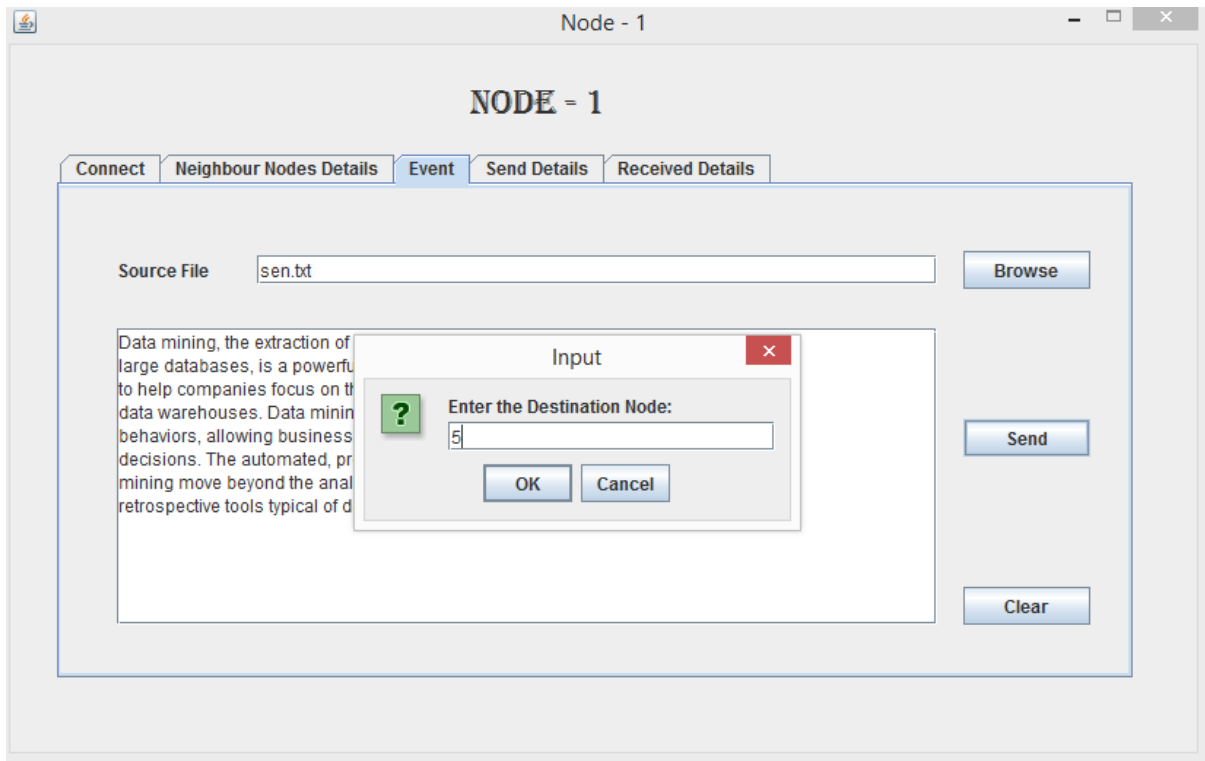 Node - 1
NODE - 1
Connect Neighbour Nodes Details Event Send Details Received Details
Source File sen.txt Browse
Data mining, the extraction of
large databases, is a powerfu
to help companies focus on th
data warehouses. Data minin
behaviors, allowing business
decisions. The automated, pr
mining move beyond the anal
retrospective tools typical of d
Input
? Enter the Destination Node:
5
OK Cancel
Send
Clear